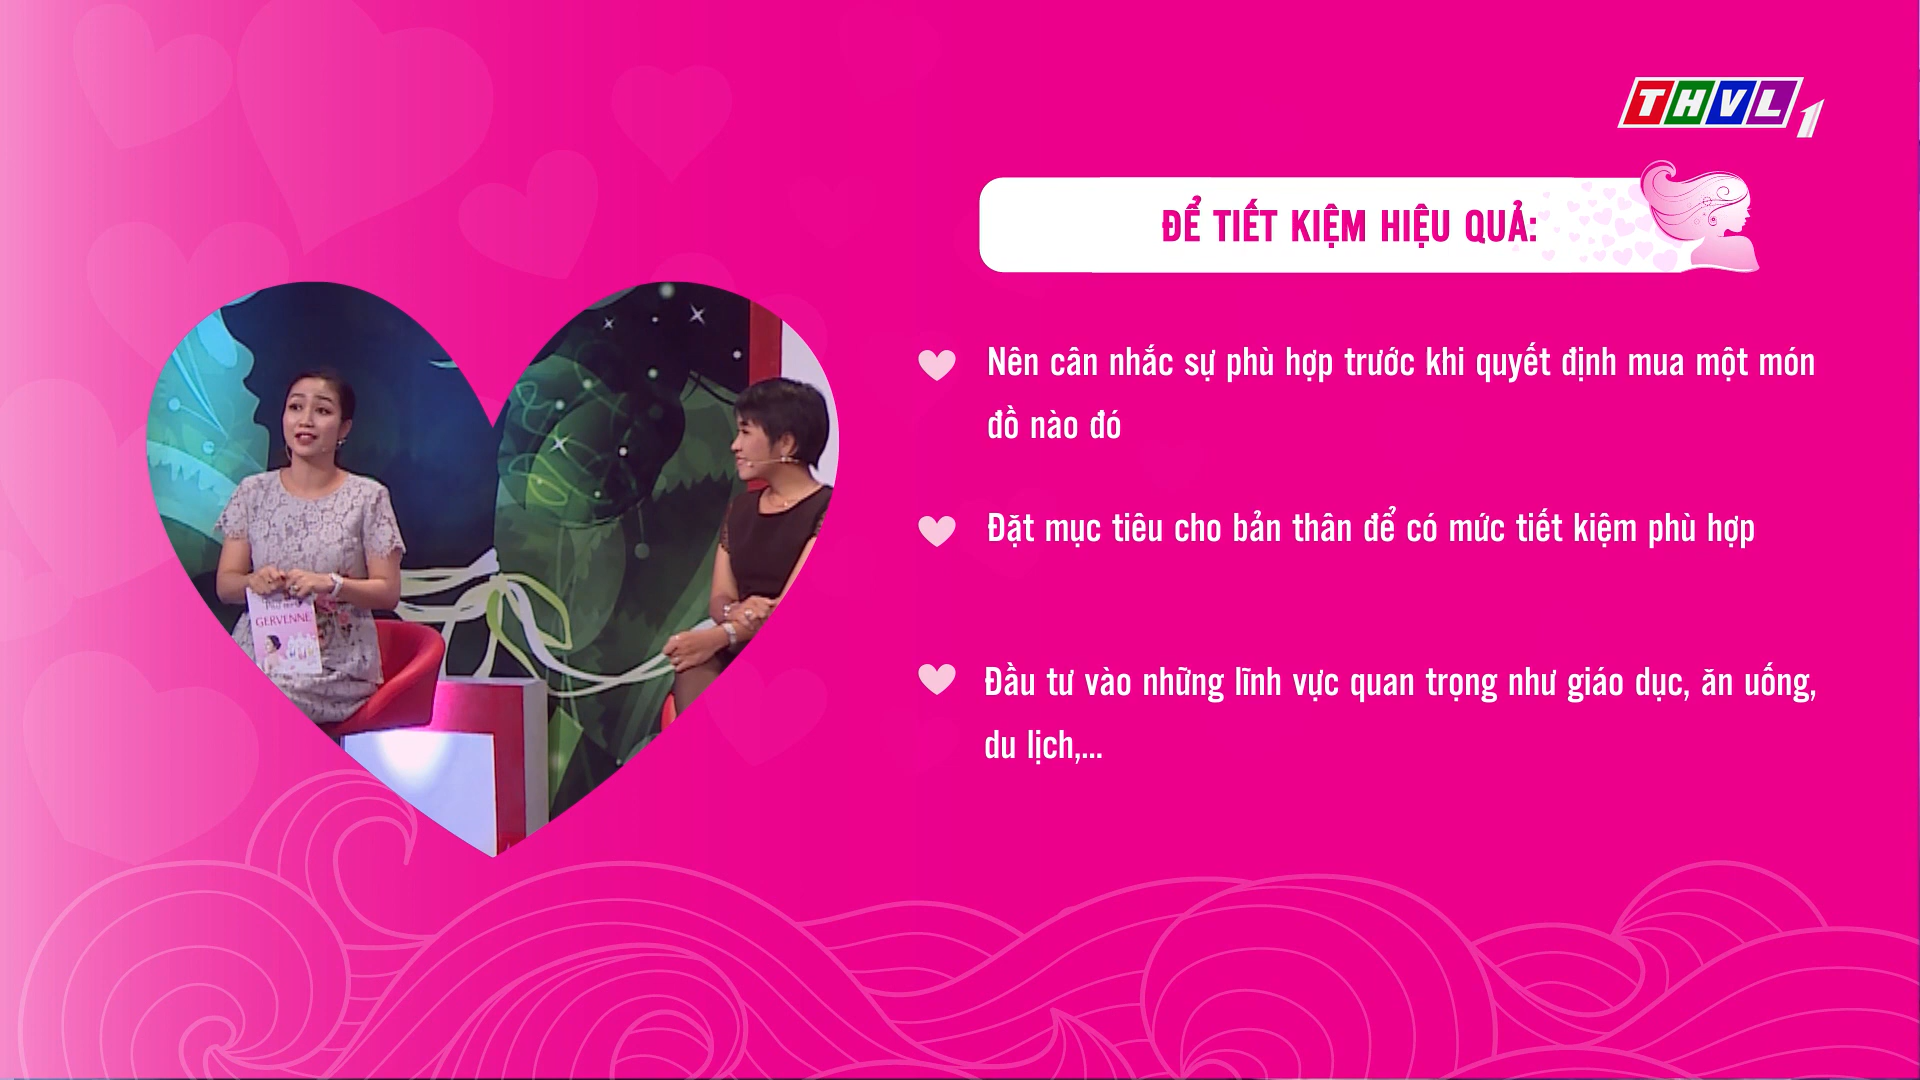 THVL1
ĐỂ TIẾT KIỆM HIỆU QUẢ:
Nên cân nhắc sự phù hợp trước khi quyết định mua một món
đồ nào đó
Đặt mục tiêu cho bản thân để có mức tiết kiệm phù hợp
Đầu tư vào những lĩnh vực quan trọng như giáo dục, ăn uống,
du lịch,...
GERVENNE